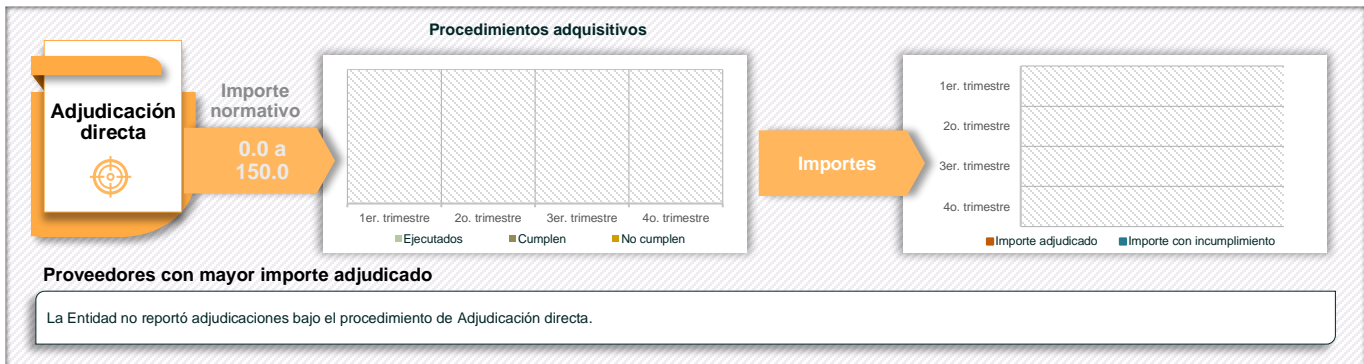 Procedimientos adquisitivos
Adjudicación
directa
Importe
normativo
0.0 a
150.0
1er. trimestre
2o. trimestre
3er. trimestre
4o. trimestre
Ejecutados
Cumplen
No cumplen
Importes
1er. trimestre
2o. trimestre
3er. trimestre
4o. trimestre
Importe adjudicado
Importe con incumplimiento
Proveedores con mayor importe adjudicado
La Entidad no reportó adjudicaciones bajo el procedimiento de Adjudicación directa.